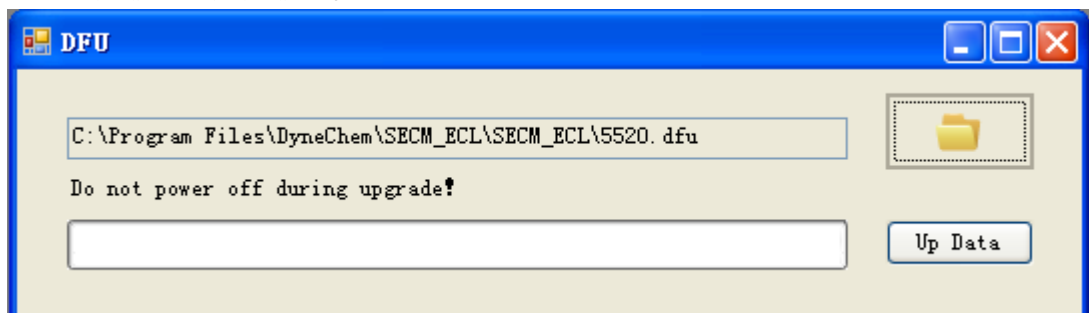 DFU
C:\Program Files\DyneChem\SECM_ECL\SECM_ECL\5520.dfu
Do not power off during upgrade!
Up Data